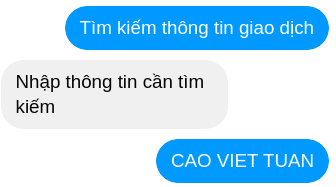 Tìm kiếm thông tin giao dịch
Nhập thông tin cần tìm
kiếm
CAO VIET TUAN